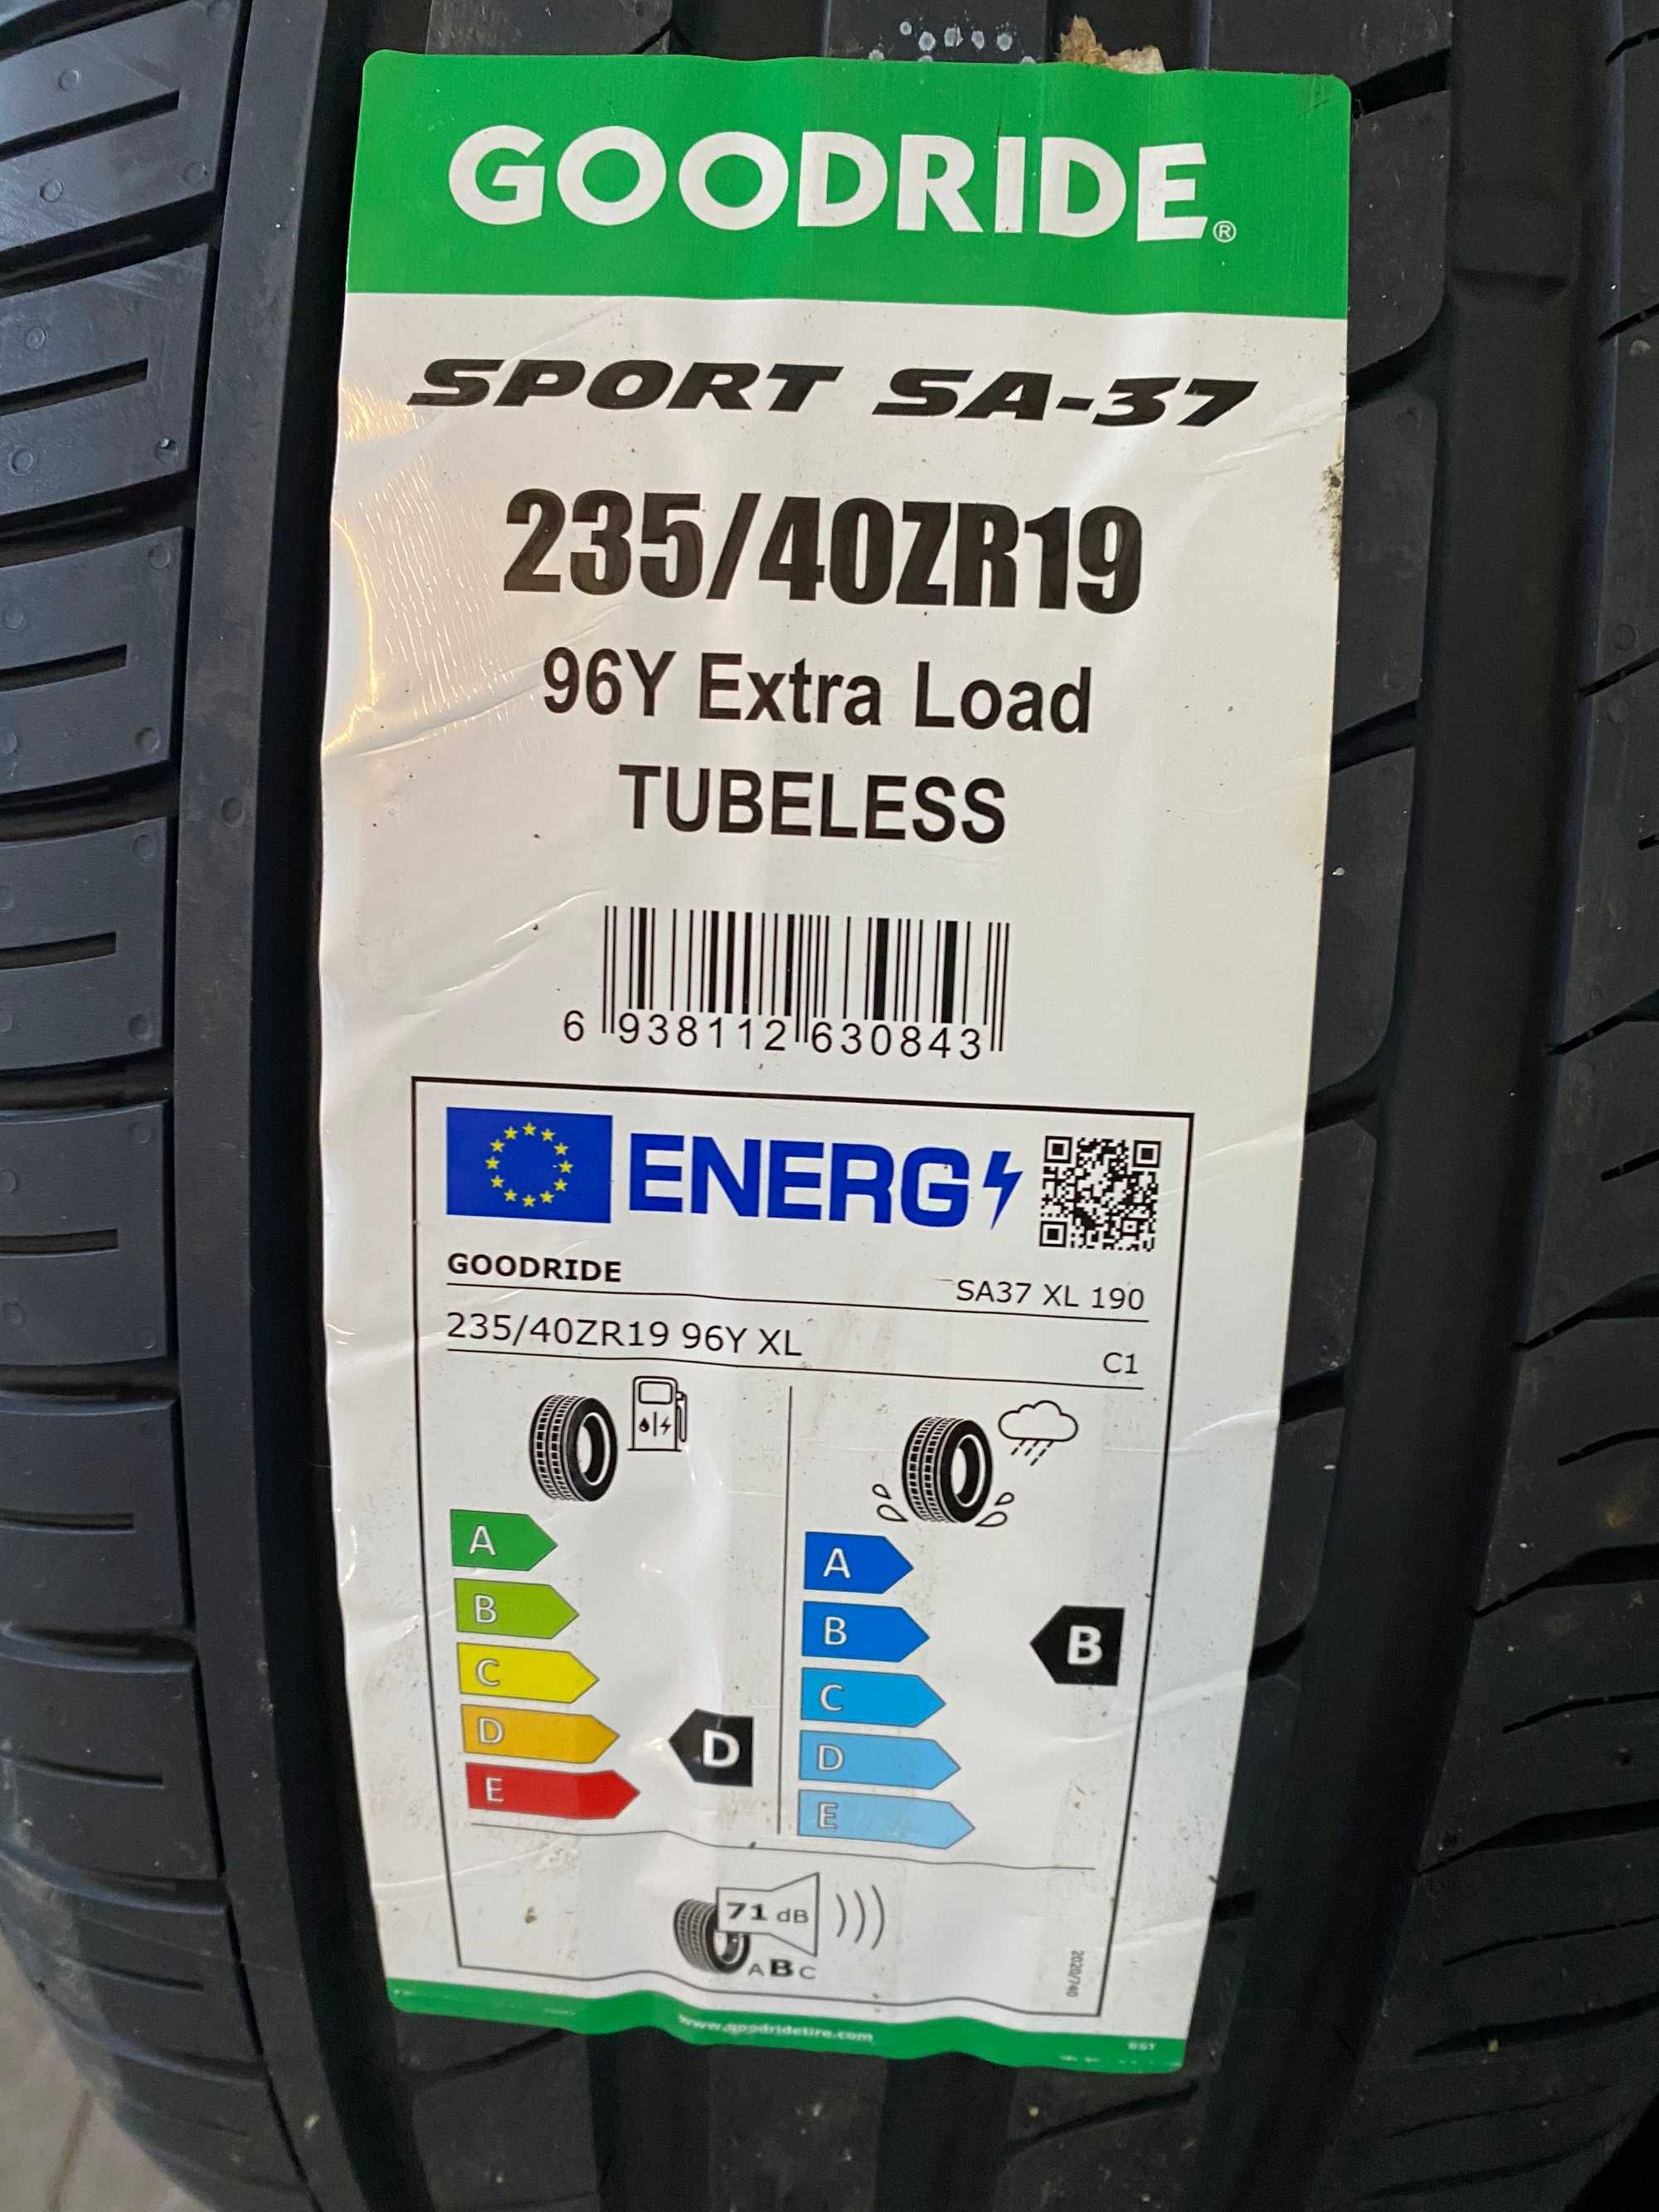 GOODRIDE®
SPORT SA-37
235/40ZR19
96Y Extra Load
TUBELESS
6 938112 630843
ENERG
GOODRIDE
SA37 XL 190
235/40ZR19 96Y XL
C1
A
B
C
D
E
D
A
B
C
D
E
B
71 dB
A B C
2020/740
www.goodridetire.com